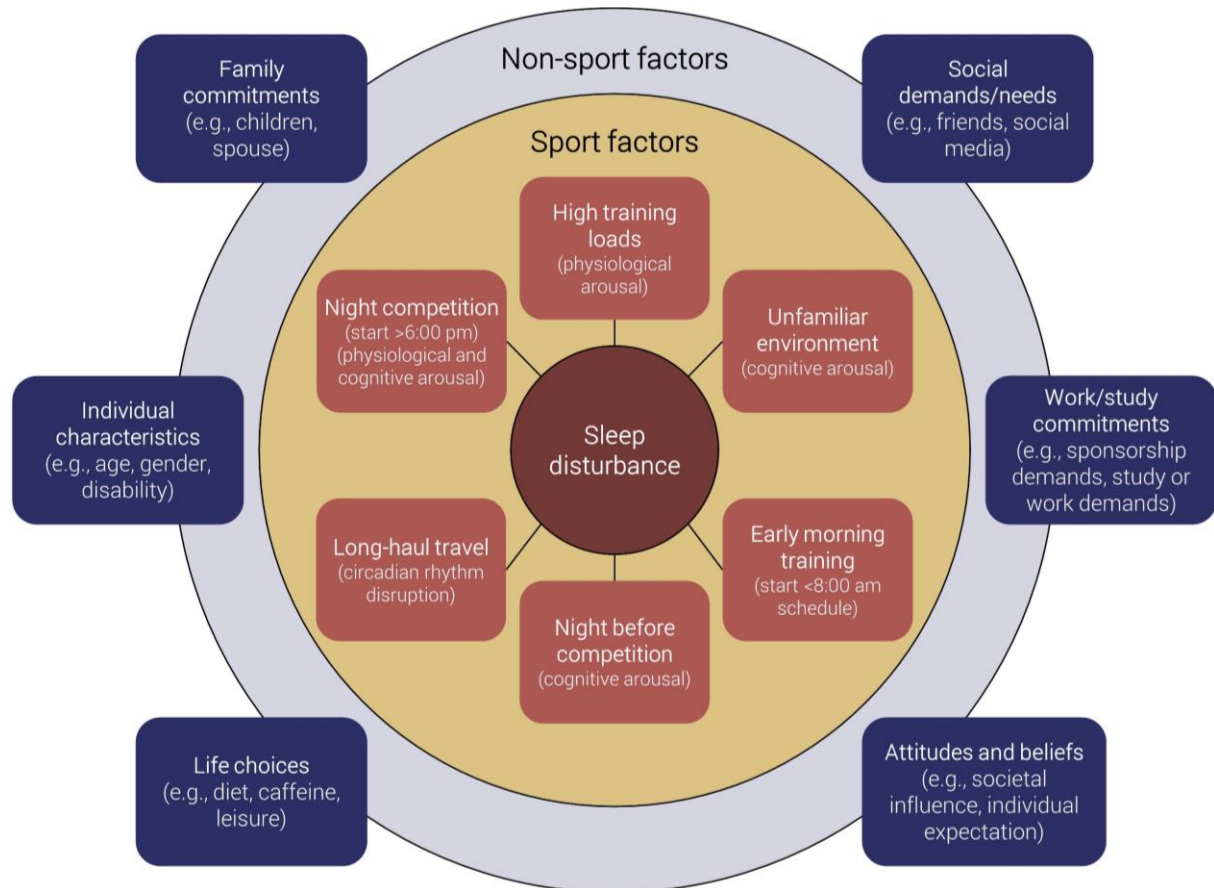 Non-sport factors
Sport factors
Family
commitments
(e.g., children,
spouse)
Social
demands/needs
(e.g., friends, social
media)
High training
loads
(physiological
arousal)
Night competition
(start >6:00 pm)
(physiological and
cognitive arousal)
Unfamiliar
environment
(cognitive arousal)
Individual
characteristics
(e.g., age, gender,
disability)
Sleep
disturbance
Work/study
commitments
(e.g., sponsorship
demands, study or
work demands)
Long-haul travel
(circadian rhythm
disruption)
Early morning
training
(start <8:00 am
schedule)
Night before
competition
(cognitive arousal)
Life choices
(e.g., diet, caffeine,
leisure)
Attitudes and beliefs
(e.g., societal
influence, individual
expectation)